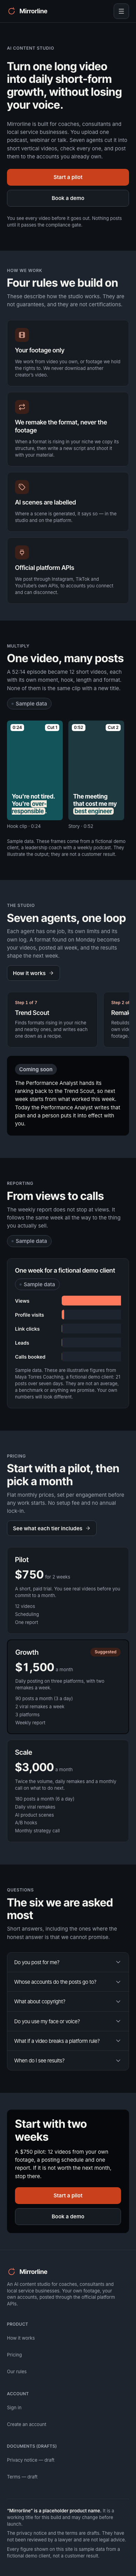 Mirrorline
AI CONTENT STUDIO
Turn one long video
into daily short-form
growth, without losing
your voice.
Mirrorline is built for coaches, consultants and
local service businesses. You upload one
podcast, webinar or talk. Seven agents cut it into
short vertical videos, check every one, and post
them to the accounts you already own.
Start a pilot
Book a demo
You see every video before it goes out. Nothing posts
until it passes the compliance gate.
HOW WE WORK
Four rules we build on
These describe how the studio works. They are
not guarantees, and they are not certifications.
Your footage only
We work from video you own, or footage we hold
the rights to. We never download another
creator's video.
We remake the format, never the
footage
When a format is rising in your niche we copy its
structure, then write a new script and shoot it
with your material.
AI scenes are labelled
Where a scene is generated, it says so — in the
studio and on the platform.
Official platform APIs
We post through Instagram, TikTok and
YouTube's own APIs, to accounts you connect
and can disconnect.
MULTIPLY
One video, many posts
Sample data
0:24
Cut 1
You're not tired.
You're over-
responsible.
0:52
Cut 2
The meeting
that cost me my
best engineer
Hook clip · 0:24
Story · 0:52
Sample data. These frames come from a fictional demo
client, a leadership coach with a weekly podcast. They
illustrate the output; they are not a customer result.
THE STUDIO
Seven agents, one loop
Each agent has one job, its own limits and its
own log. A format found on Monday becomes
your video, posted all week, and the results
shape the next week.
How it works
Step 1 of 7
Trend Scout
Finds formats rising in your niche
and nearby ones, and writes each
one down as a recipe.
Coming soon
The Performance Analyst hands its
ranking back to the Trend Scout, so next
week starts from what worked this week.
Today the Performance Analyst writes that
plan and a person puts it into effect with
you.
REPORTING
From views to calls
The weekly report does not stop at views. It
follows the same week all the way to the thing
you actually sell.
Sample data
One week for a fictional demo client
Sample data
Views
Profile visits
Link clicks
Leads
Calls booked
Sample data. These are illustrative figures from
Maya Torres Coaching, a fictional demo client: 21
posts over seven days. They are not an average,
a benchmark or anything we promise. Your own
numbers will look different.
PRICING
Start with a pilot, then
pick a month
Flat monthly prices, set per engagement before
any work starts. No setup fee and no annual
lock-in.
See what each tier includes
Pilot
$750 for 2 weeks
A short, paid trial. You see real videos before you
commit to a month.
12 videos
Scheduling
One report
Growth
Suggested
$1,500 a month
Daily posting on three platforms, with two
remakes a week.
90 posts a month (3 a day)
2 viral remakes a week
3 platforms
Weekly report
Scale
$3,000 a month
Twice the volume, daily remakes and a monthly
call on what to do next.
180 posts a month (6 a day)
Daily viral remakes
AI product scenes
A/B hooks
Monthly strategy call
QUESTIONS
The six we are asked
most
Short answers, including the ones where the
honest answer is that we cannot promise.
Do you post for me?
Whose accounts do the posts go to?
What about copyright?
Do you use my face or voice?
What if a video breaks a platform rule?
When do I see results?
Start with two
weeks
A $750 pilot: 12 videos from your own
footage, a posting schedule and one
report. If it is not worth the next month,
stop there.
Start a pilot
Book a demo
Mirrorline
An AI content studio for coaches, consultants and
local service businesses. Your own footage, your
own accounts, posted through the official platform
APIs.
PRODUCT
How it works
Pricing
Our rules
ACCOUNT
Sign in
Create an account
DOCUMENTS (DRAFTS)
Privacy notice — draft
Terms — draft
"Mirrorline" is a placeholder product name. It is a
working title for this build and may change before
launch.
The privacy notice and the terms are drafts. They have
not been reviewed by a lawyer and are not legal advice.
Every figure shown on this site is sample data from a
fictional demo client, not a customer result.